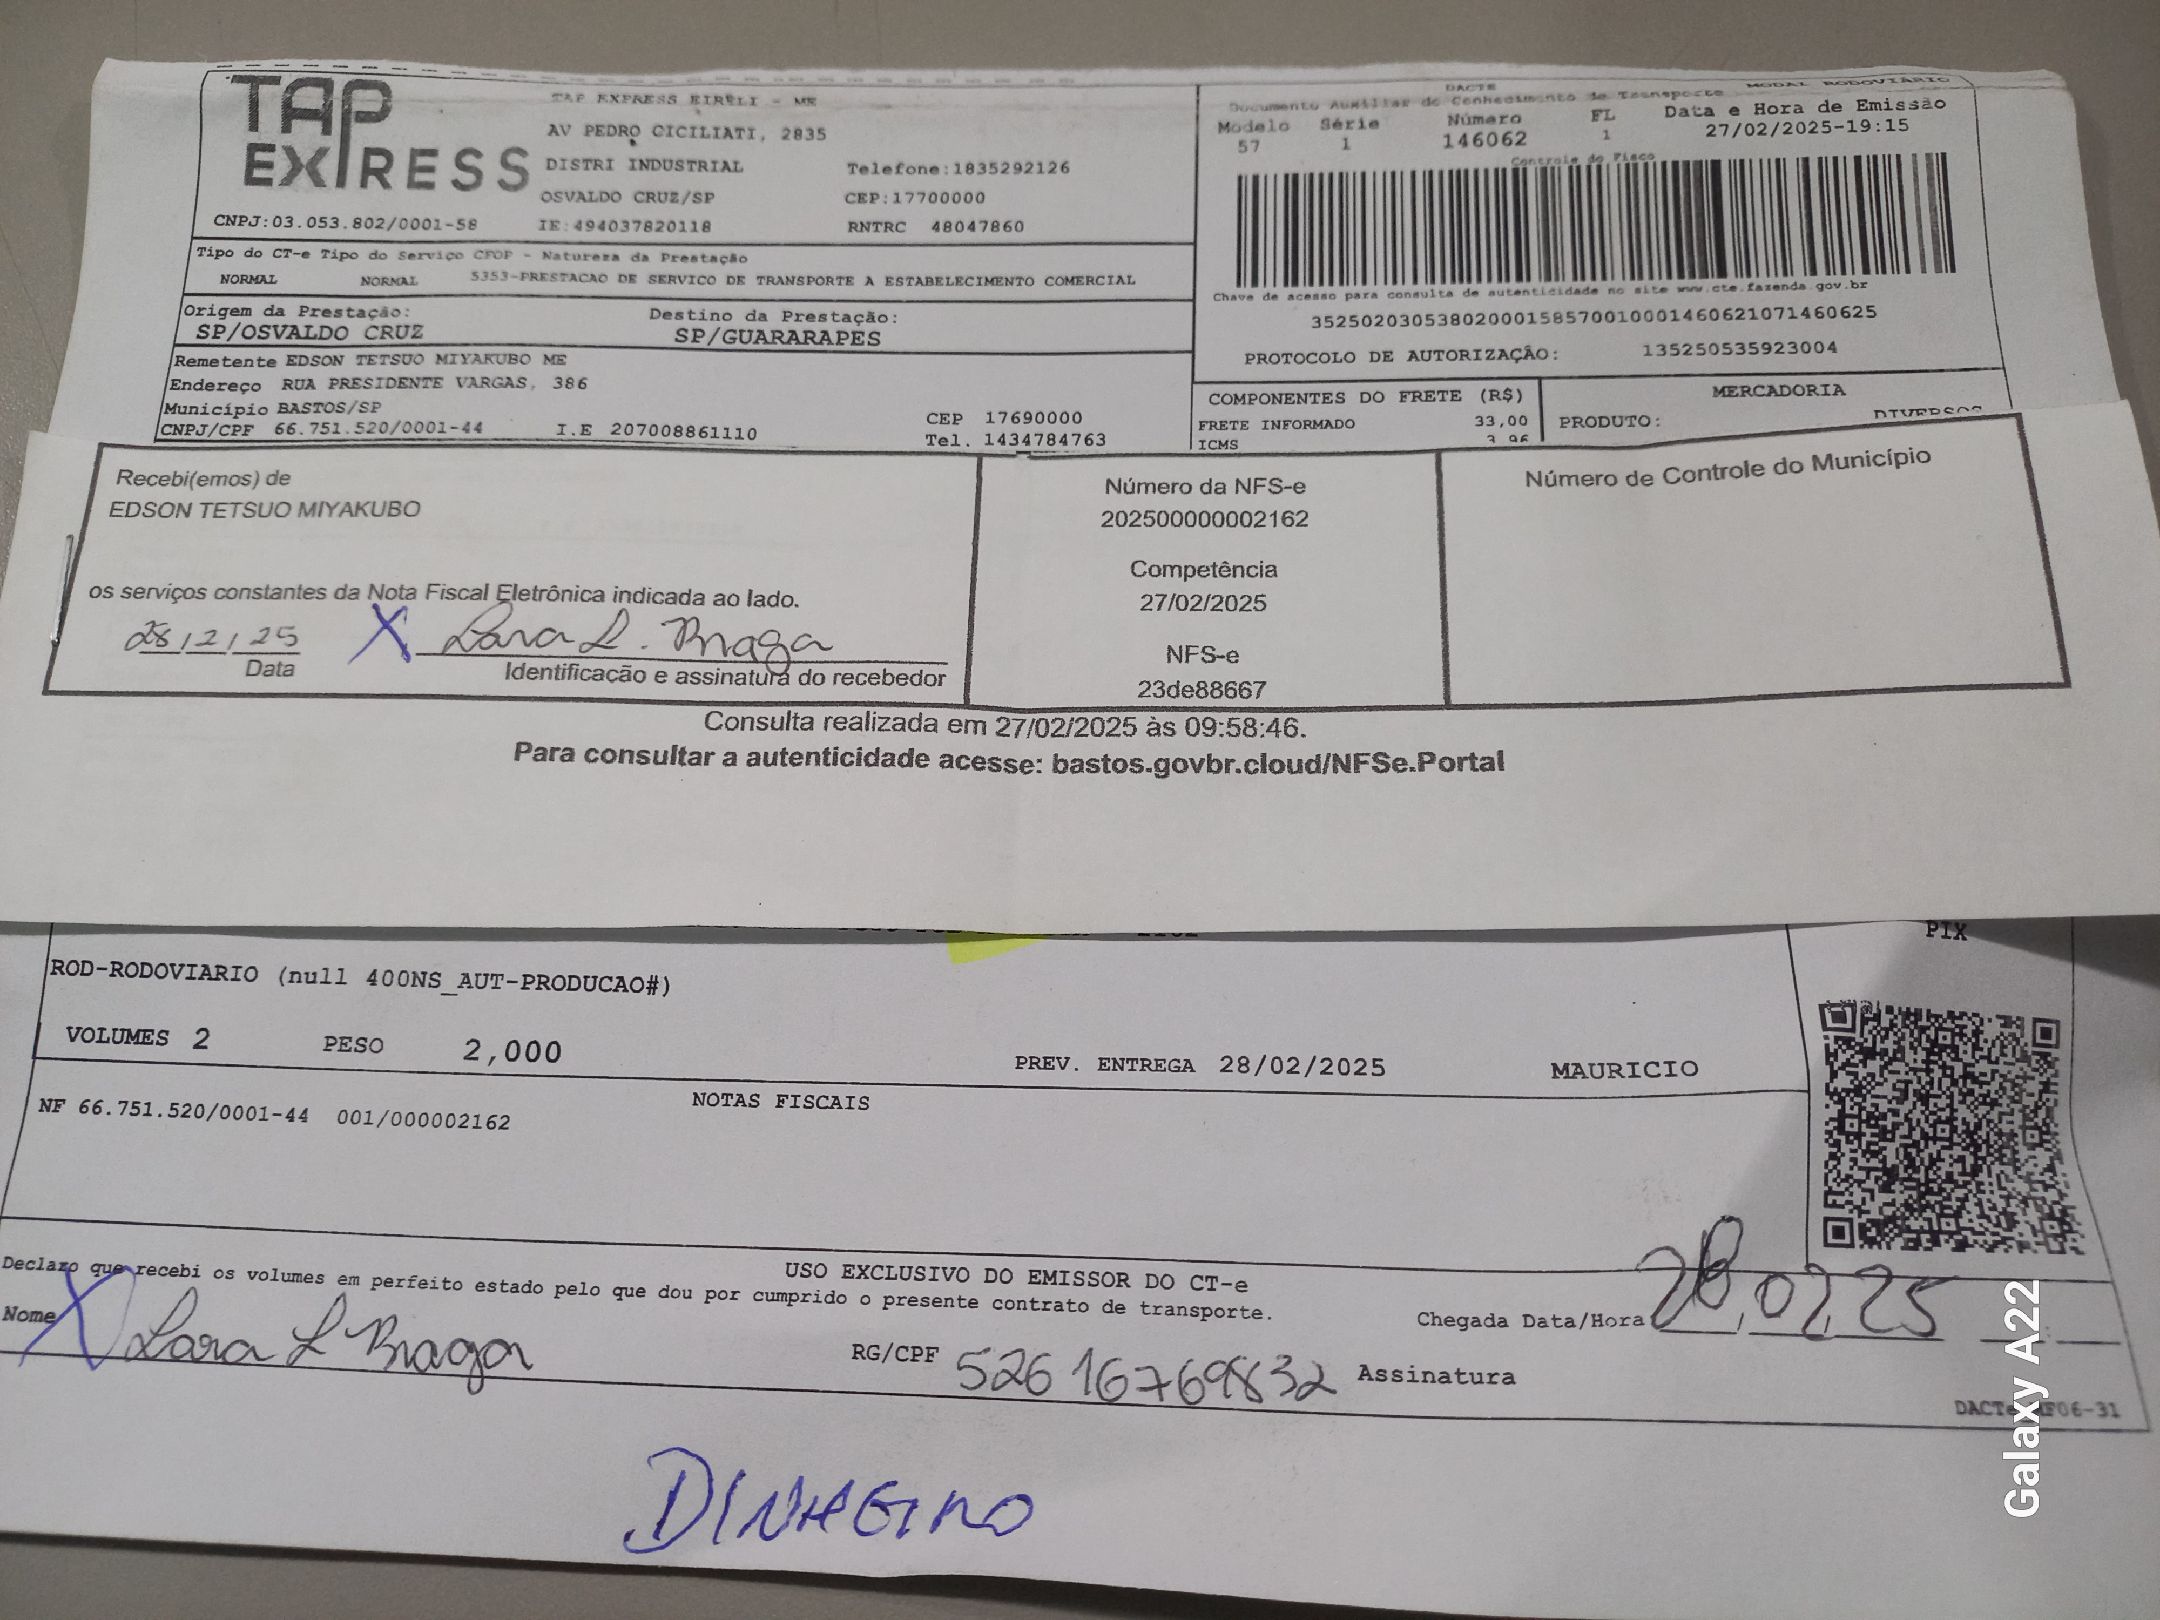 TAP EXPRESS
TAP EXPRESS EIRELI - ME
AV PEDRO CICILIATI, 2835
DISTRI INDUSTRIAL Telefone:1835292126
OSVALDO CRUZ/SP CEP:17700000
CNPJ:03.053.802/0001-58 IE:494037820118 RNTRC 48047860
DACTE MODAL RODOVIÁRIO
Documento Auxiliar do Conhecimento de Transporte
Modelo Série Número FL Data e Hora de Emissão
57 1 146062 1 27/02/2025-19:15
Controle do Fisco
Chave de acesso para consulta de autenticidade no site www.cte.fazenda.gov.br
35250203053802000158570010001460621071460625
PROTOCOLO DE AUTORIZAÇÃO: 135250535923004
Tipo do CT-e Tipo do Serviço CFOP - Natureza da Prestação
NORMAL NORMAL 5353-PRESTACAO DE SERVICO DE TRANSPORTE A ESTABELECIMENTO COMERCIAL
Origem da Prestação: Destino da Prestação:
SP/OSVALDO CRUZ SP/GUARARAPES
Remetente EDSON TETSUO MIYAKUBO ME
Endereço RUA PRESIDENTE VARGAS, 386
Município BASTOS/SP CEP 17690000
CNPJ/CPF 66.751.520/0001-44 I.E 207008861110 Tel. 1434784763
COMPONENTES DO FRETE (R$) MERCADORIA
FRETE INFORMADO 33,00 PRODUTO: DIVERSOS
ICMS 3,96
Recebi(emos) de
EDSON TETSUO MIYAKUBO
os serviços constantes da Nota Fiscal Eletrônica indicada ao lado.
28/2/25 X Lara L. Braga
Data Identificação e assinatura do recebedor
Número da NFS-e
202500000002162
Competência
27/02/2025
NFS-e
23de88667
Número de Controle do Município
Consulta realizada em 27/02/2025 às 09:58:46.
Para consultar a autenticidade acesse: bastos.govbr.cloud/NFSe.Portal
PIX
ROD-RODOVIARIO (null 400NS_AUT-PRODUCAO#)
VOLUMES 2 PESO 2,000 PREV. ENTREGA 28/02/2025 MAURICIO
NOTAS FISCAIS
NF 66.751.520/0001-44 001/000002162
USO EXCLUSIVO DO EMISSOR DO CT-e
Declaro que recebi os volumes em perfeito estado pelo que dou por cumprido o presente contrato de transporte.
Nome X Lara L Braga RG/CPF 52616769832 Assinatura
Chegada Data/Hora 28/02/25
DINHEIRO
Galaxy A22